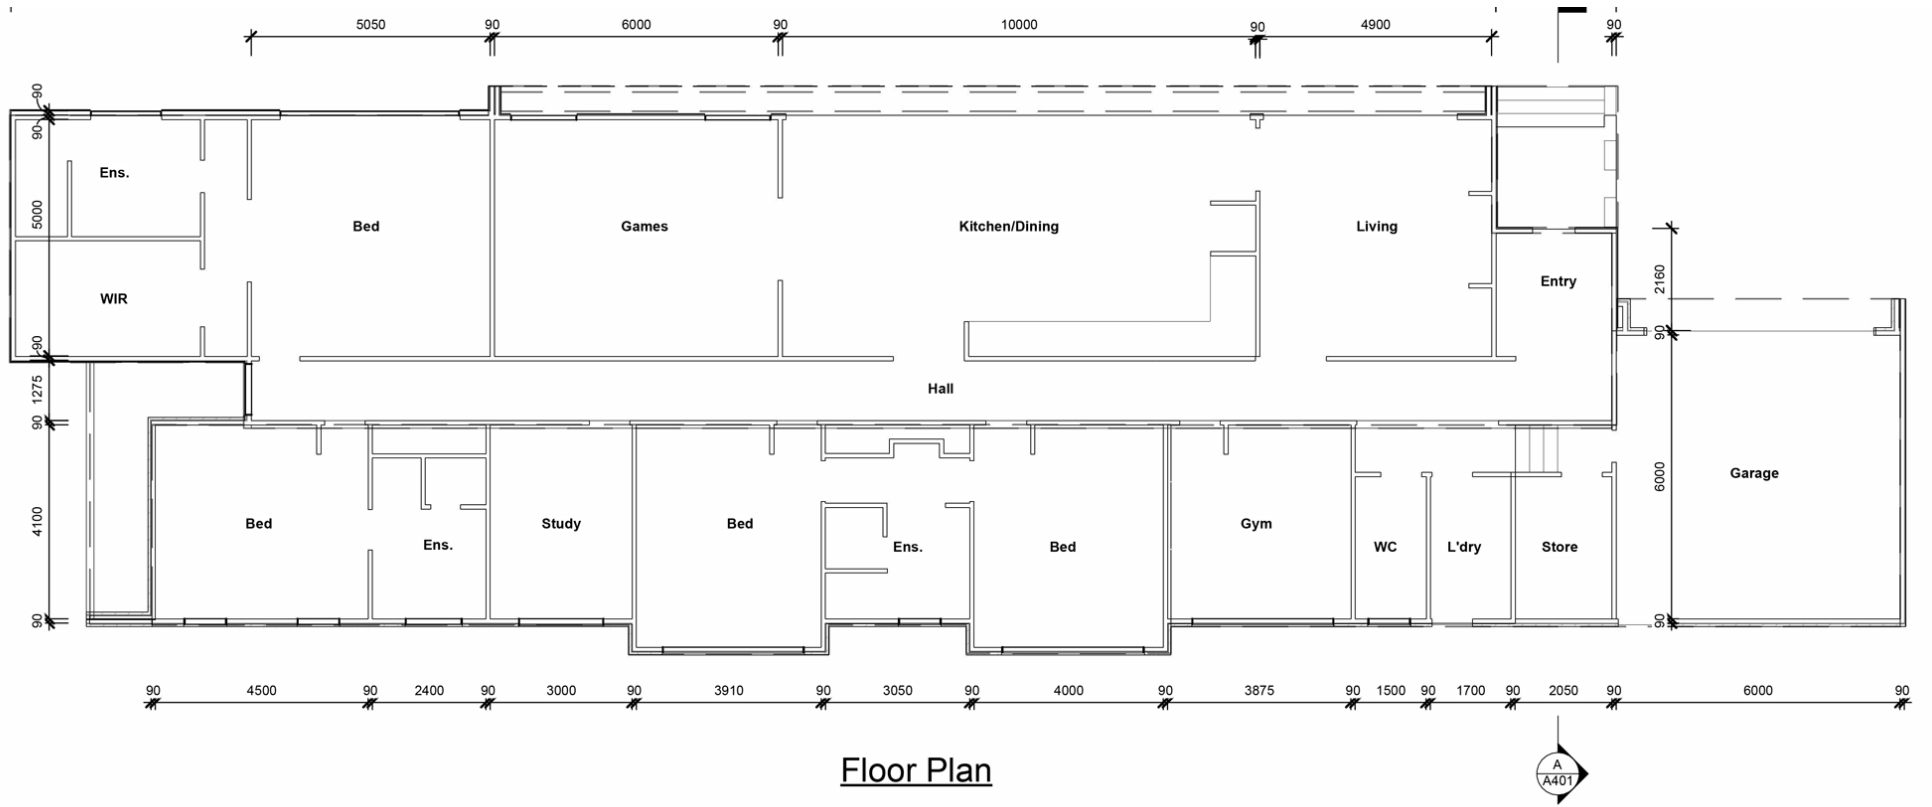 5050 90 6000 90 10000 90 4900 90
90
90
Ens.
5000
Bed
Games
Kitchen/Dining
Living
Entry
2160
WIR
90
90
1275
Hall
90
4100
Bed
Ens.
Study
Bed
Ens.
Bed
Gym
WC
L'dry
Store
6000
Garage
90
90
90 4500 90 2400 90 3000 90 3910 90 3050 90 4000 90 3875 90 1500 90 1700 90 2050 90 6000 90
Floor Plan
A
A401